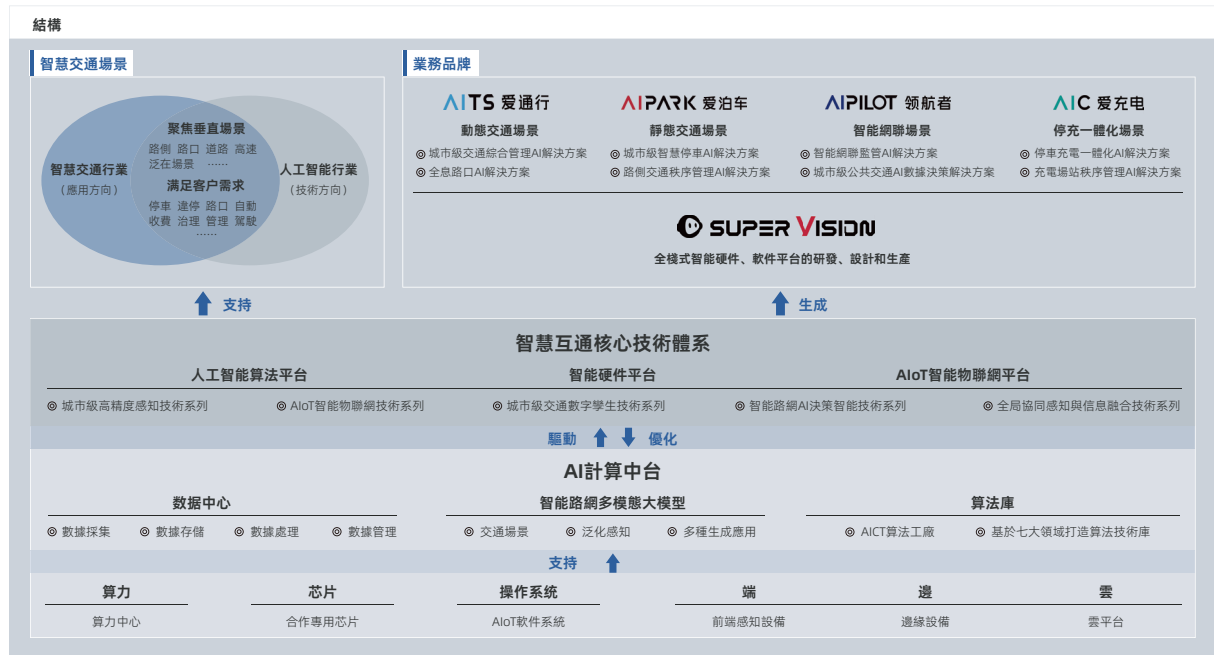 結構
智慧交通場景
聚焦垂直場景
路側 路口 道路 高速
泛在場景 ……
智慧交通行業
(應用方向)
人工智能行業
(技術方向)
满足客户需求
停車 違停 路口 自動
收費 治理 管理 駕駛
……
業務品牌
AITS 爱通行
動態交通場景
◎ 城市級交通綜合管理AI解決方案
◎ 全息路口AI解決方案
AIPARK 爱泊车
靜態交通場景
◎ 城市級智慧停車AI解決方案
◎ 路側交通秩序管理AI解決方案
AIPILOT 领航者
智能網聯場景
◎ 智能網聯監管AI解決方案
◎ 城市級公共交通AI數據決策解決方案
AIC 爱充电
停充一體化場景
◎ 停車充電一體化AI解決方案
◎ 充電場站秩序管理AI解決方案
SUPER VISION
全棧式智能硬件、軟件平台的研發、設計和生產
支持
生成
智慧互通核心技術體系
人工智能算法平台 智能硬件平台 AIoT智能物聯網平台
◎ 城市級高精度感知技術系列 ◎ AIoT智能物聯網技術系列 ◎ 城市級交通數字孿生技術系列 ◎ 智能路網AI決策智能技術系列 ◎ 全局協同感知與信息融合技術系列
驅動 優化
AI計算中台
数据中心 智能路網多模態大模型 算法庫
◎ 數據採集 ◎ 數據存儲 ◎ 數據處理 ◎ 數據管理 ◎ 交通場景 ◎ 泛化感知 ◎ 多種生成應用 ◎ AICT算法工廠 ◎ 基於七大領域打造算法技術庫
支持
算力 芯片 操作系統 端 邊 雲
算力中心 合作專用芯片 AIoT軟件系統 前端感知設備 邊緣設備 雲平台